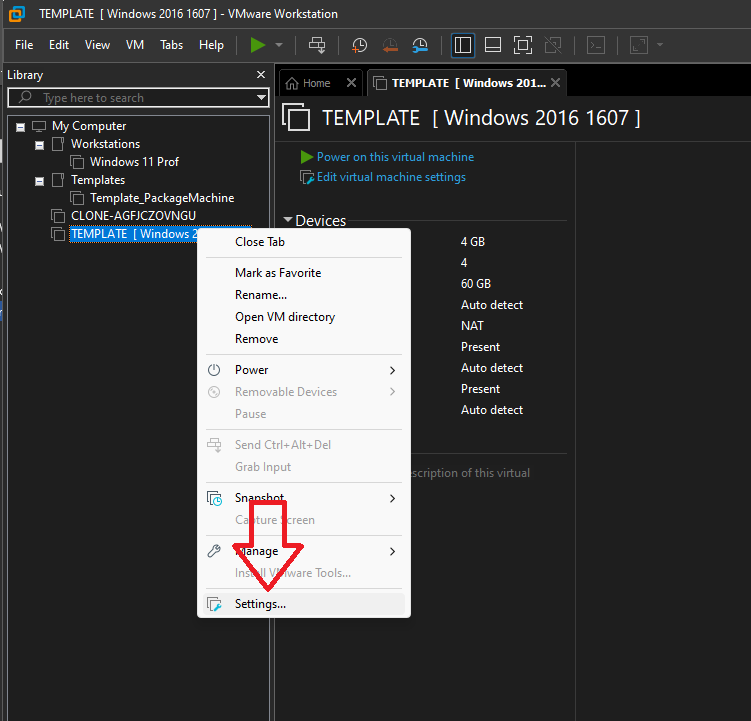 TEMPLATE [ Windows 2016 1607 ] - VMware Workstation
File Edit View VM Tabs Help
Library
Type here to search
Home
TEMPLATE [ Windows 201...
My Computer
Workstations
Windows 11 Prof
Templates
Template_PackageMachine
CLONE-AGFJCZOVNGU
TEMPLATE [ Windows 2
TEMPLATE [ Windows 2016 1607 ]
Power on this virtual machine
Edit virtual machine settings
Devices
4 GB
4
60 GB
Auto detect
NAT
Present
Auto detect
Present
Auto detect
scription of this virtual
Close Tab
Mark as Favorite
Rename...
Open VM directory
Remove
Power
Removable Devices
Pause
Send Ctrl+Alt+Del
Grab Input
Snapshot
Capture Screen
Manage
Install VMware Tools...
Settings...